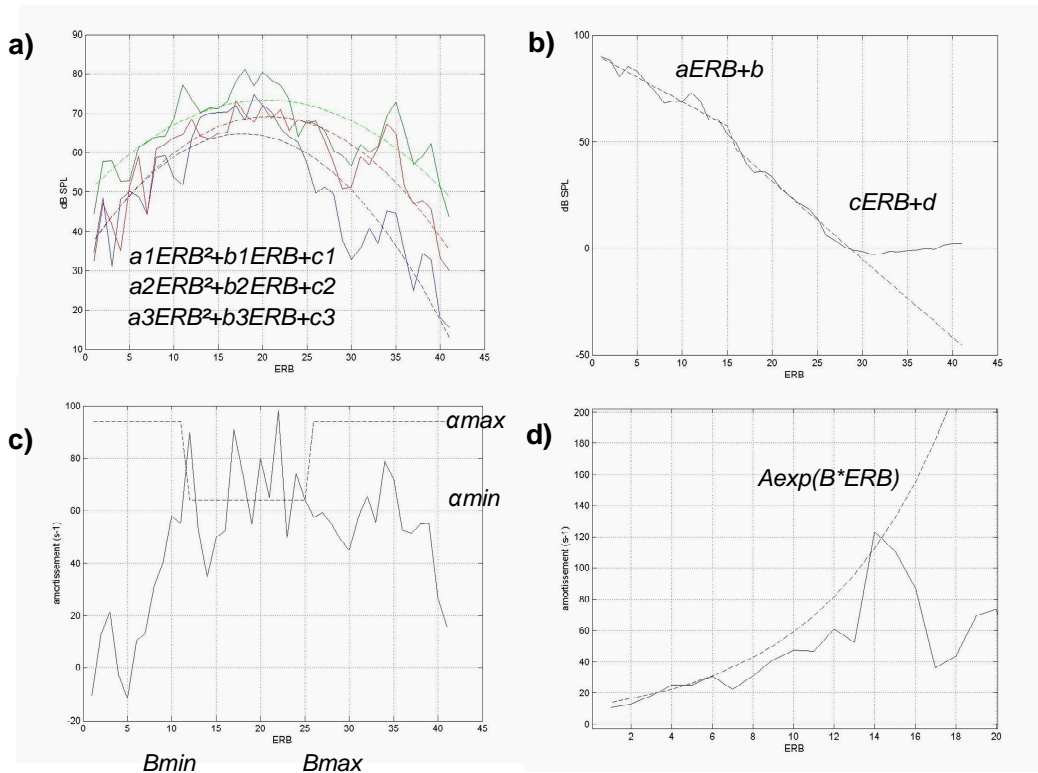 a)
90
80
70
60
50
40
30
20
10
dB SPL
0 5 10 15 20 25 30 35 40 45
ERB
a1ERB²+b1ERB+c1
a2ERB²+b2ERB+c2
a3ERB²+b3ERB+c3
b)
100
50
0
-50
dB SPL
0 5 10 15 20 25 30 35 40 45
ERB
aERB+b
cERB+d
c)
100
80
60
40
20
0
-20
amortissement (s-1)
0 5 10 15 20 25 30 35 40 45
ERB
αmax
αmin
Bmin Bmax
d)
200
180
160
140
120
100
80
60
40
20
0
amortissement (s-1)
2 4 6 8 10 12 14 16 18 20
ERB
Aexp(B*ERB)